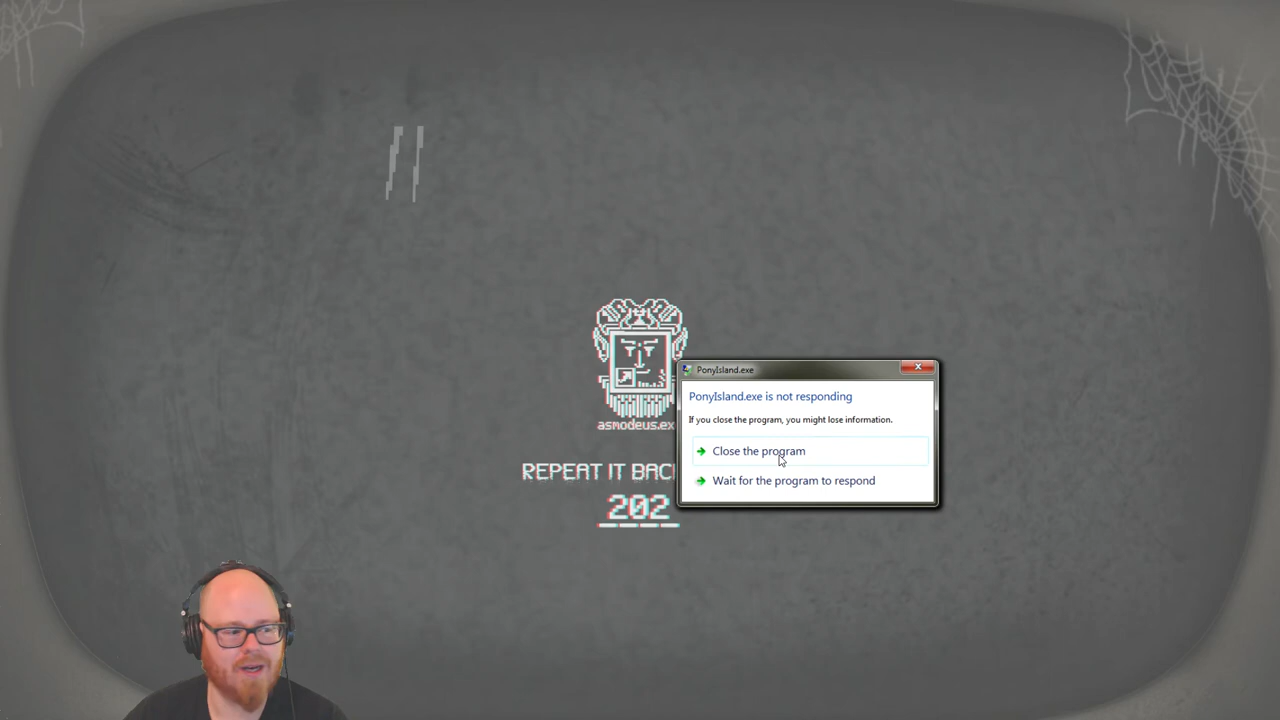 PonyIsland.exe
PonyIsland.exe is not responding
If you close the program, you might lose information.
asmodeus.ex
Close the program
REPEAT IT BAC
Wait for the program to respond
202